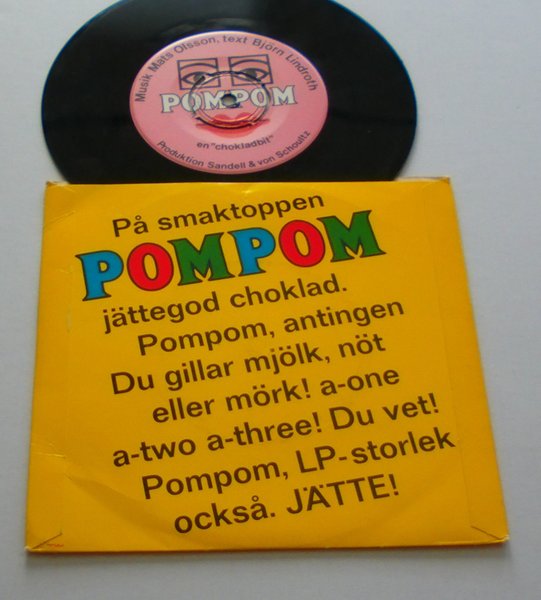 Musik Mats Olsson, text Björn Lindroth
POMPOM
en "chokladbit"
Produktion Sandell & von Schoultz
På smaktoppen
POMPOM
jättegod choklad.
Pompom, antingen
Du gillar mjölk, nöt
eller mörk! a-one
a-two a-three! Du vet!
Pompom, LP-storlek
också. JÄTTE!